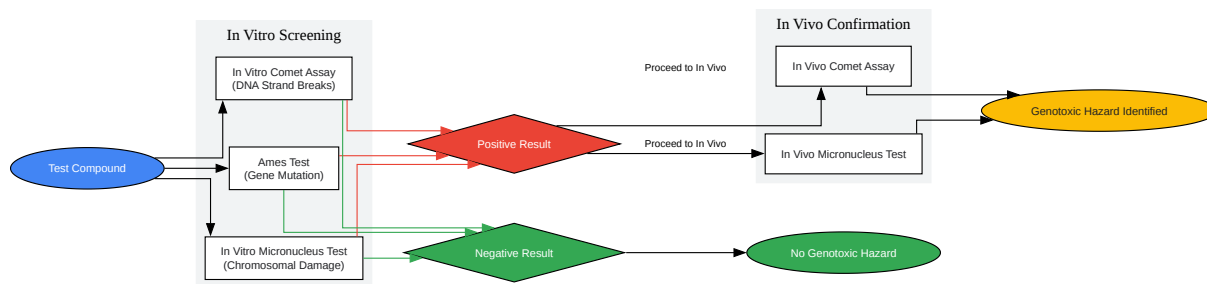 In Vitro Screening
In Vivo Confirmation
In Vitro Comet Assay
(DNA Strand Breaks)
Proceed to In Vivo
In Vivo Comet Assay
Genotoxic Hazard Identified
Test Compound
Ames Test
(Gene Mutation)
Positive Result
Proceed to In Vivo
In Vivo Micronucleus Test
In Vitro Micronucleus Test
(Chromosomal Damage)
Negative Result
No Genotoxic Hazard